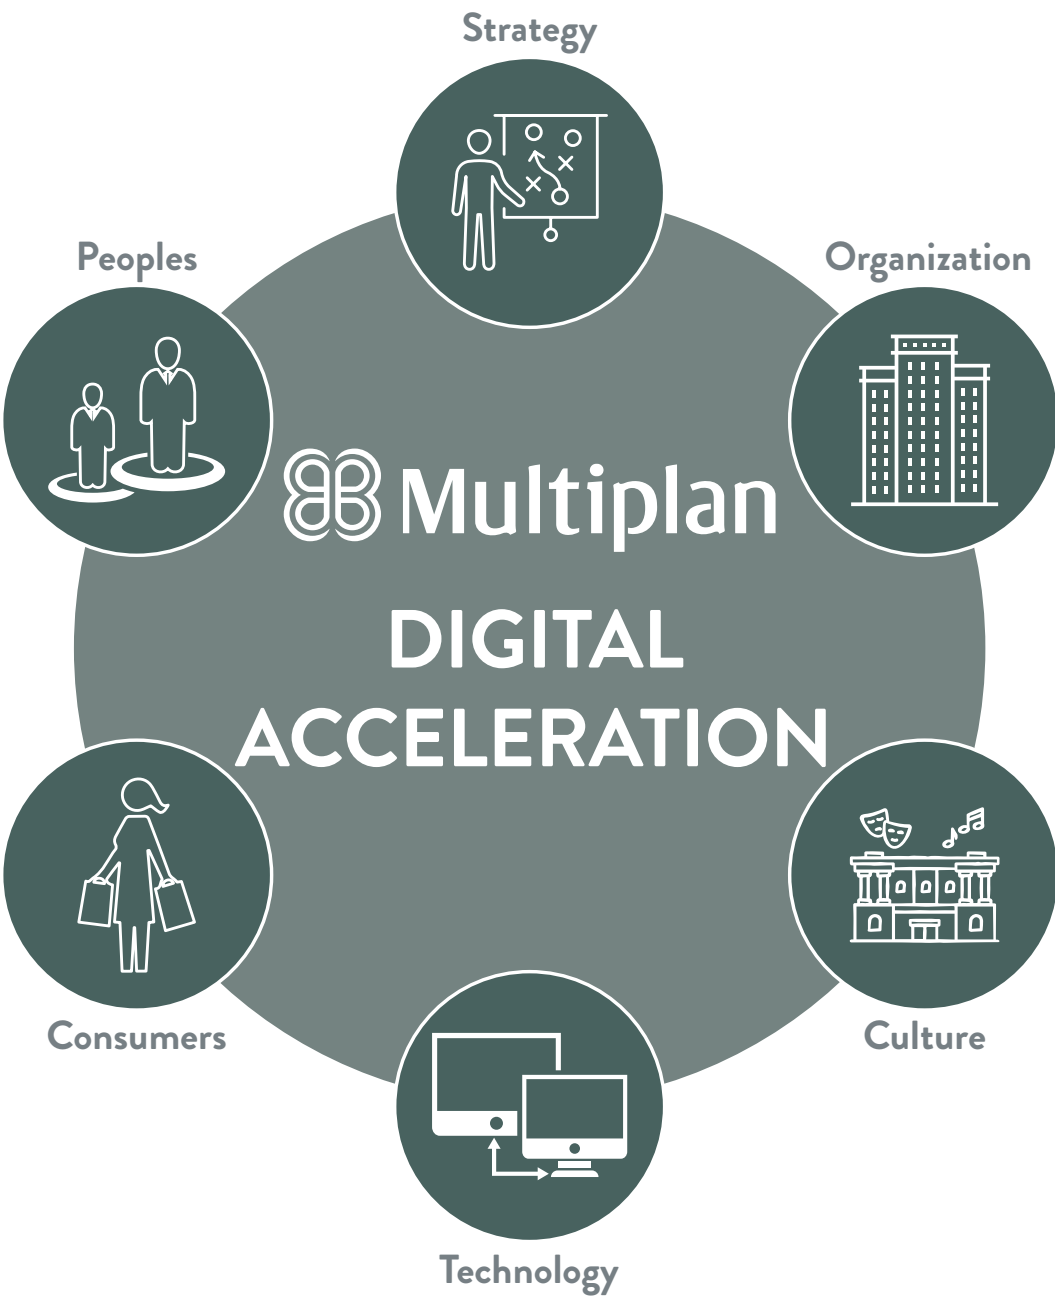 Strategy
Peoples
Organization
Multiplan
DIGITAL
ACCELERATION
Consumers
Culture
Technology